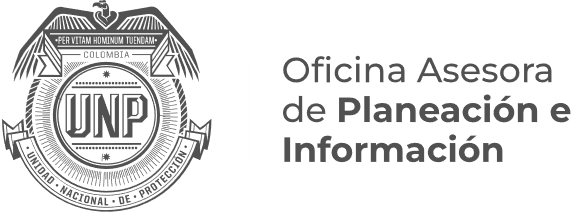 ·PER VITAM HOMINUM TUENDAM·
COLOMBIA
UNP
·UNIDAD·NACIONAL·DE·PROTECCIÓN·
Oficina Asesora
de Planeación e
Información